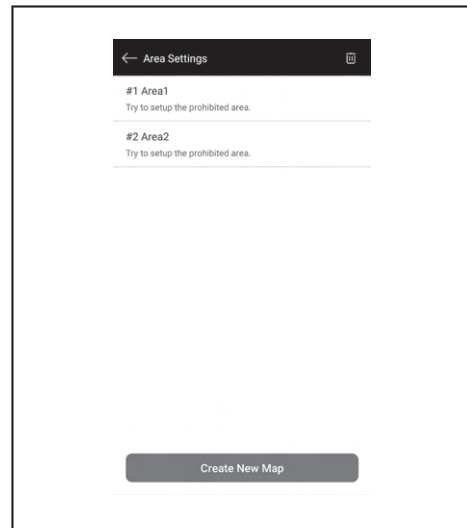 Area Settings
#1 Area1
Try to setup the prohibited area.
#2 Area2
Try to setup the prohibited area.
Create New Map